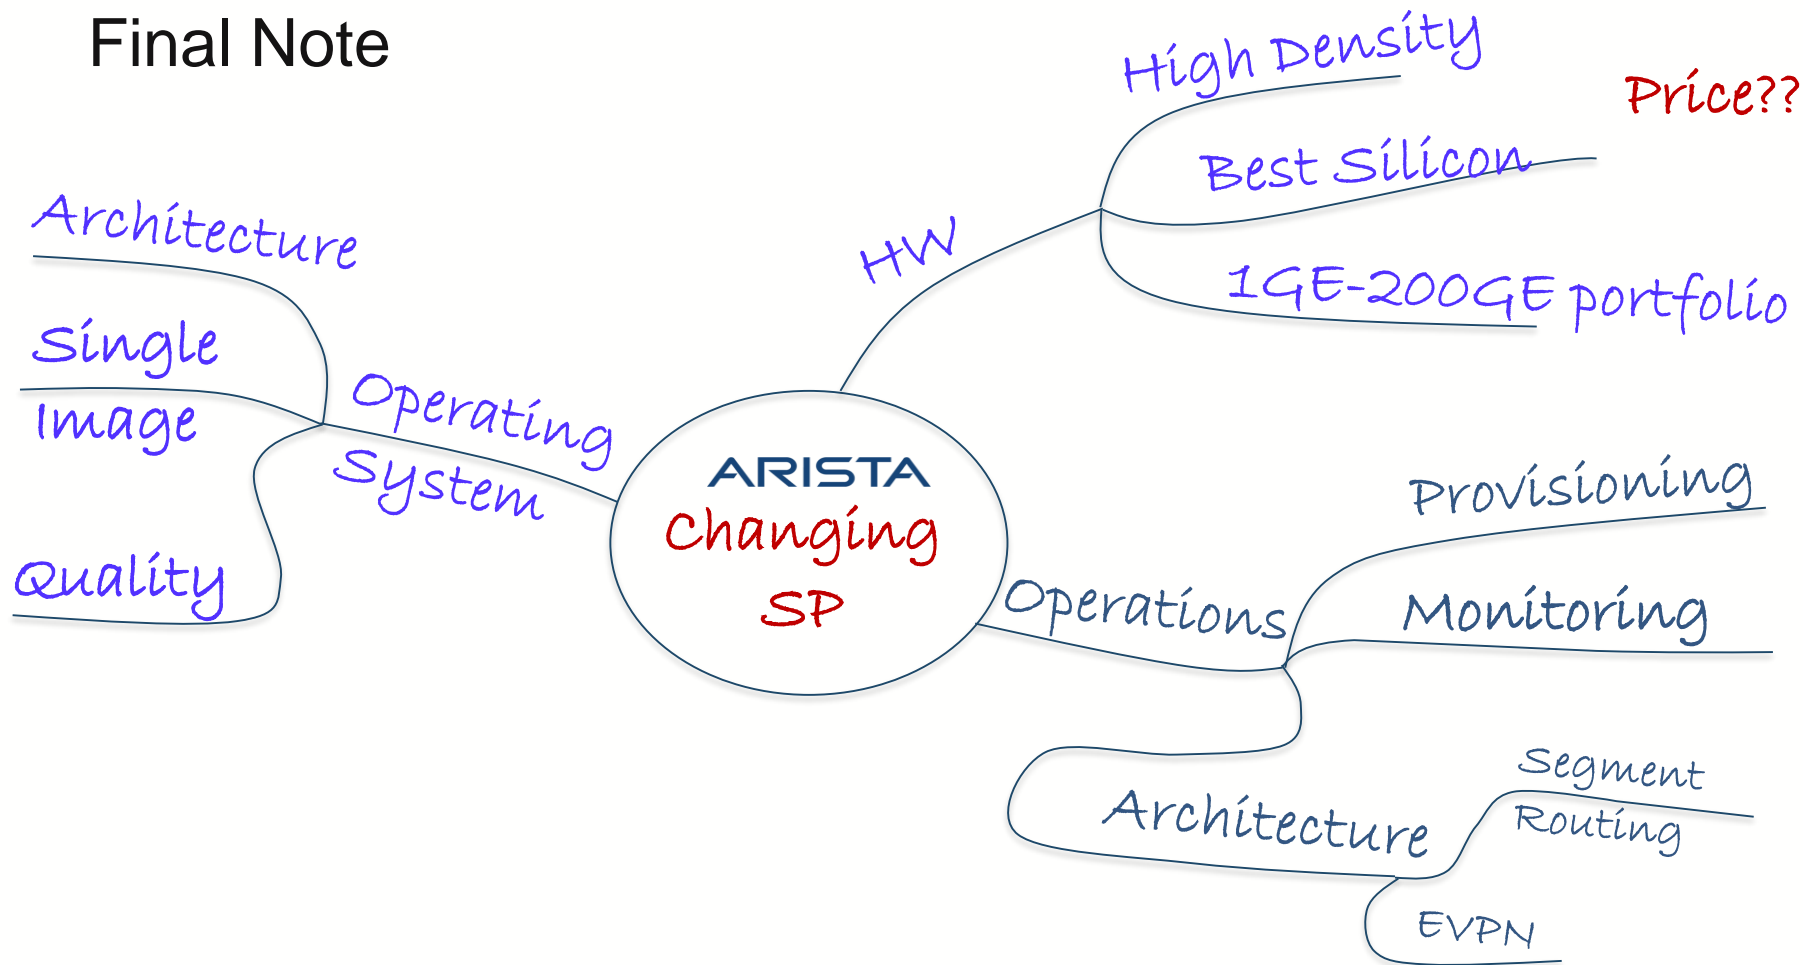 Final Note
High Density
Price??
Best Silicon
HW
1GE-200GE portfolio
Architecture
Single
Image
Operating
System
Quality
ARISTA
Changing
SP
Provisioning
Operations
Monitoring
Architecture
Segment
Routing
EVPN